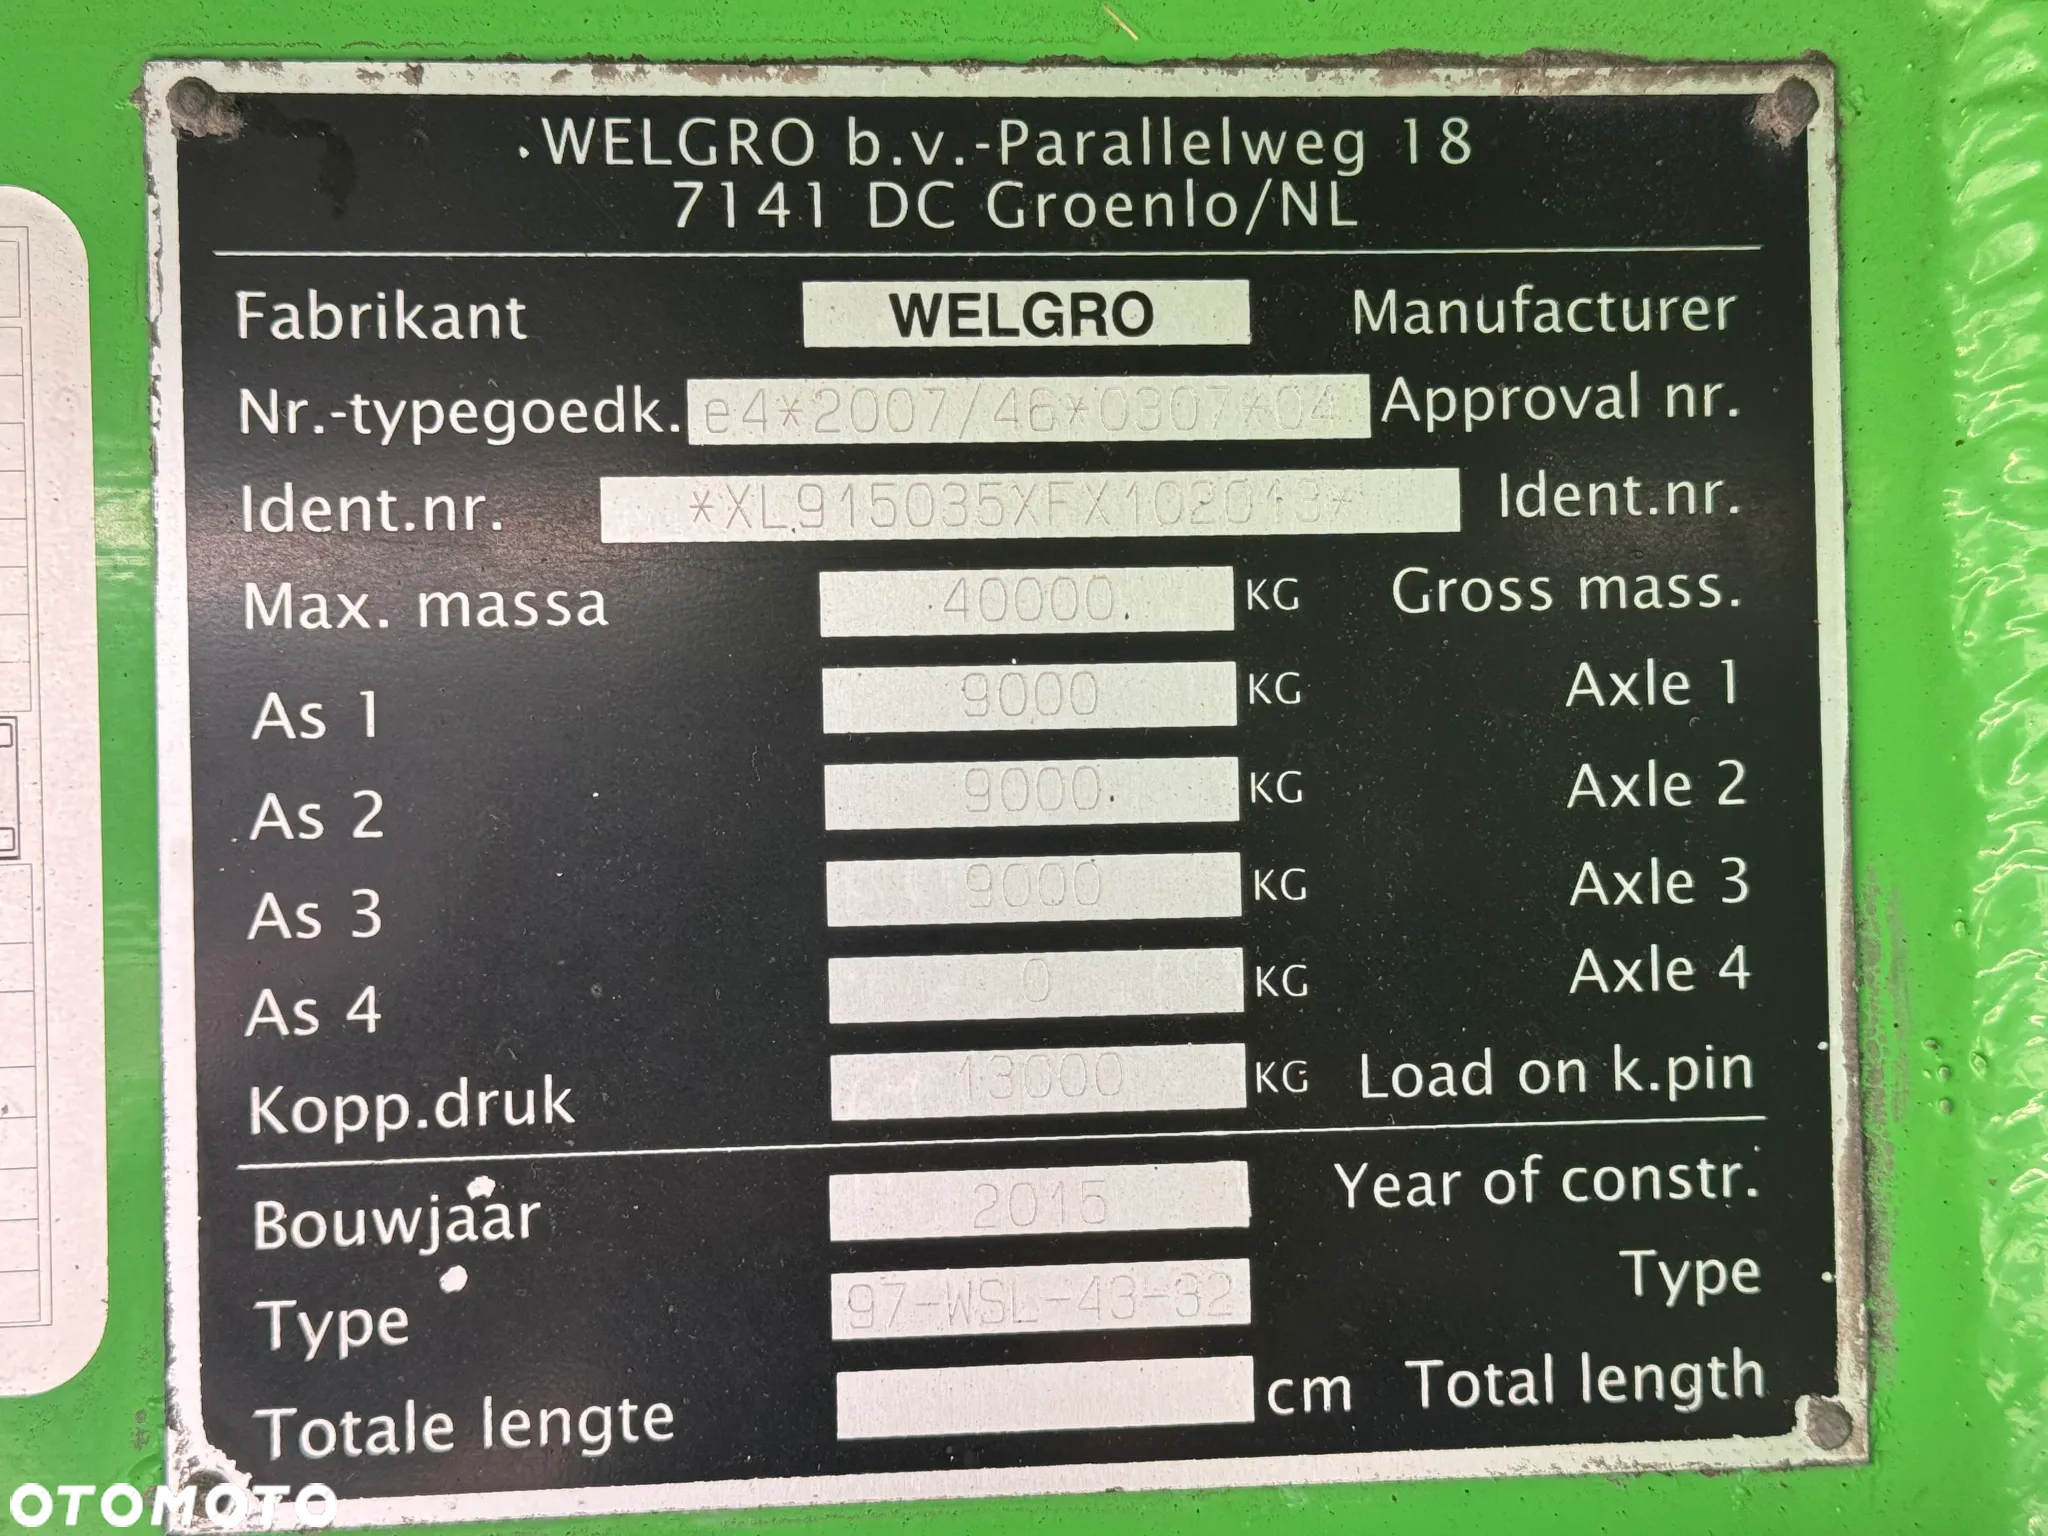 WELGRO b.v.-Parallelweg 18
7141 DC Groenlo/NL
Fabrikant WELGRO Manufacturer
Nr.-typegoedk. e4*2007/46*0307*04 Approval nr.
Ident.nr. *XL915035XFX102013* Ident.nr.
Max. massa 40000 KG Gross mass.
As 1 9000 KG Axle 1
As 2 9000 KG Axle 2
As 3 9000 KG Axle 3
As 4 0 KG Axle 4
Kopp.druk 13000 KG Load on k.pin
Bouwjaar 2015 Year of constr.
Type 97-WSL-43-32 Type
Totale lengte cm Total length
OTOMOTO